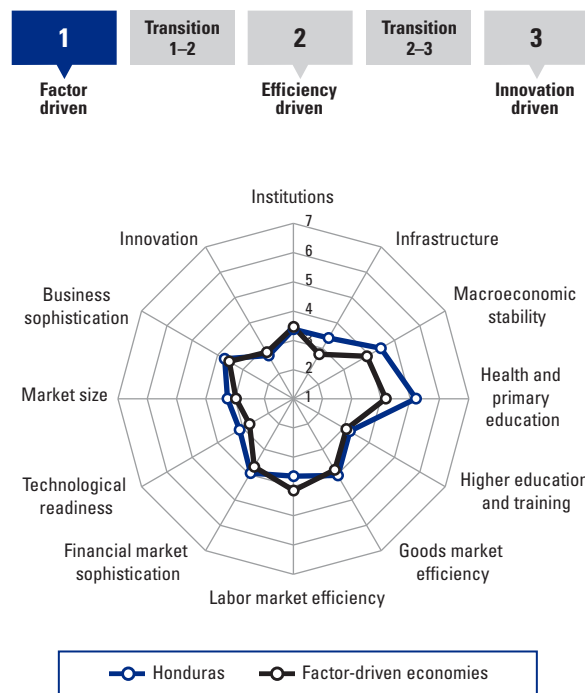 1
Transition
1–2
2
Transition
2–3
3
Factor
driven
Efficiency
driven
Innovation
driven
Institutions
7
6
5
4
3
2
1
Infrastructure
Macroeconomic
stability
Health and
primary
education
Higher education
and training
Goods market
efficiency
Labor market efficiency
Financial market
sophistication
Technological
readiness
Market size
Business
sophistication
Innovation
Honduras
Factor-driven economies